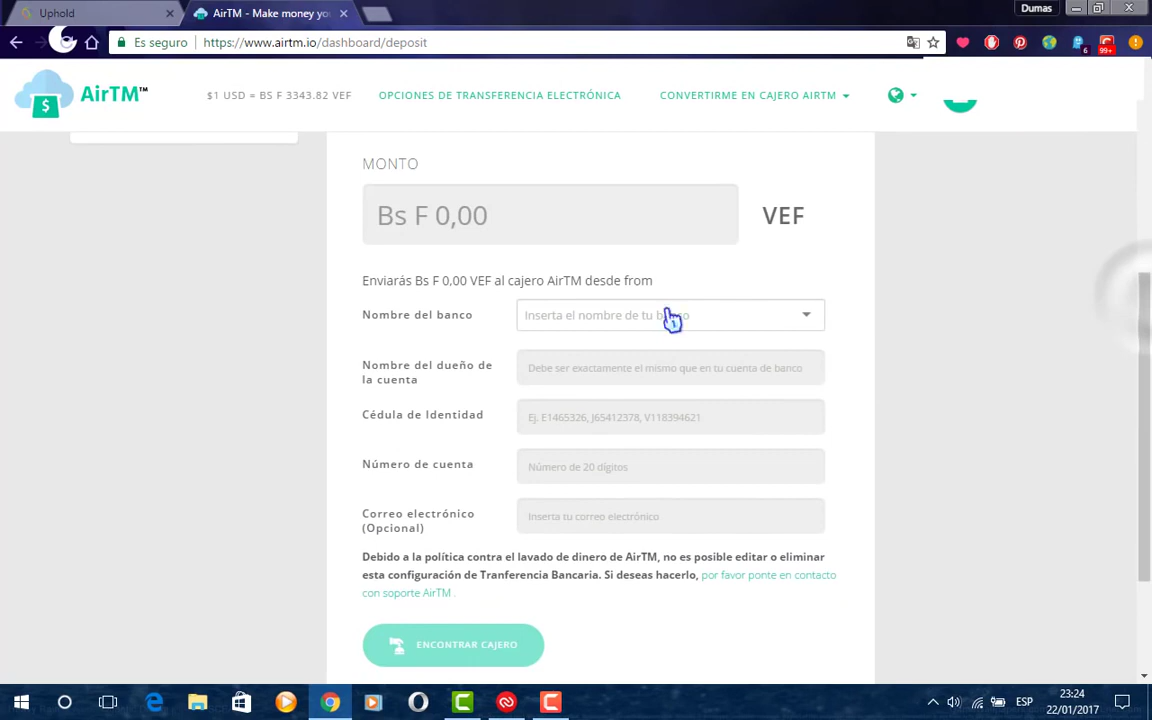 Uphold
AirTM - Make money you
Dumas
Es seguro
https://www.airtm.io/dashboard/deposit
6
99+
$
AirTM™
$1 USD = BS F 3343.82 VEF
OPCIONES DE TRANSFERENCIA ELECTRÓNICA
CONVERTIRME EN CAJERO AIRTM
MONTO
Bs F 0,00
VEF
Enviarás Bs F 0,00 VEF al cajero AirTM desde from
Nombre del banco
Inserta el nombre de tu
Nombre del dueño de
la cuenta
Debe ser exactamente el mismo que en tu cuenta de banco
Cédula de Identidad
Ej. E1465326, J65412378, V118394621
Número de cuenta
Número de 20 dígitos
Correo electrónico
(Opcional)
Inserta tu correo electrónico
Debido a la política contra el lavado de dinero de AirTM, no es posible editar o eliminar
esta configuración de Tranferencia Bancaria. Si deseas hacerlo, por favor ponte en contacto
con soporte AirTM .
ENCONTRAR CAJERO
ESP
23:24
22/01/2017